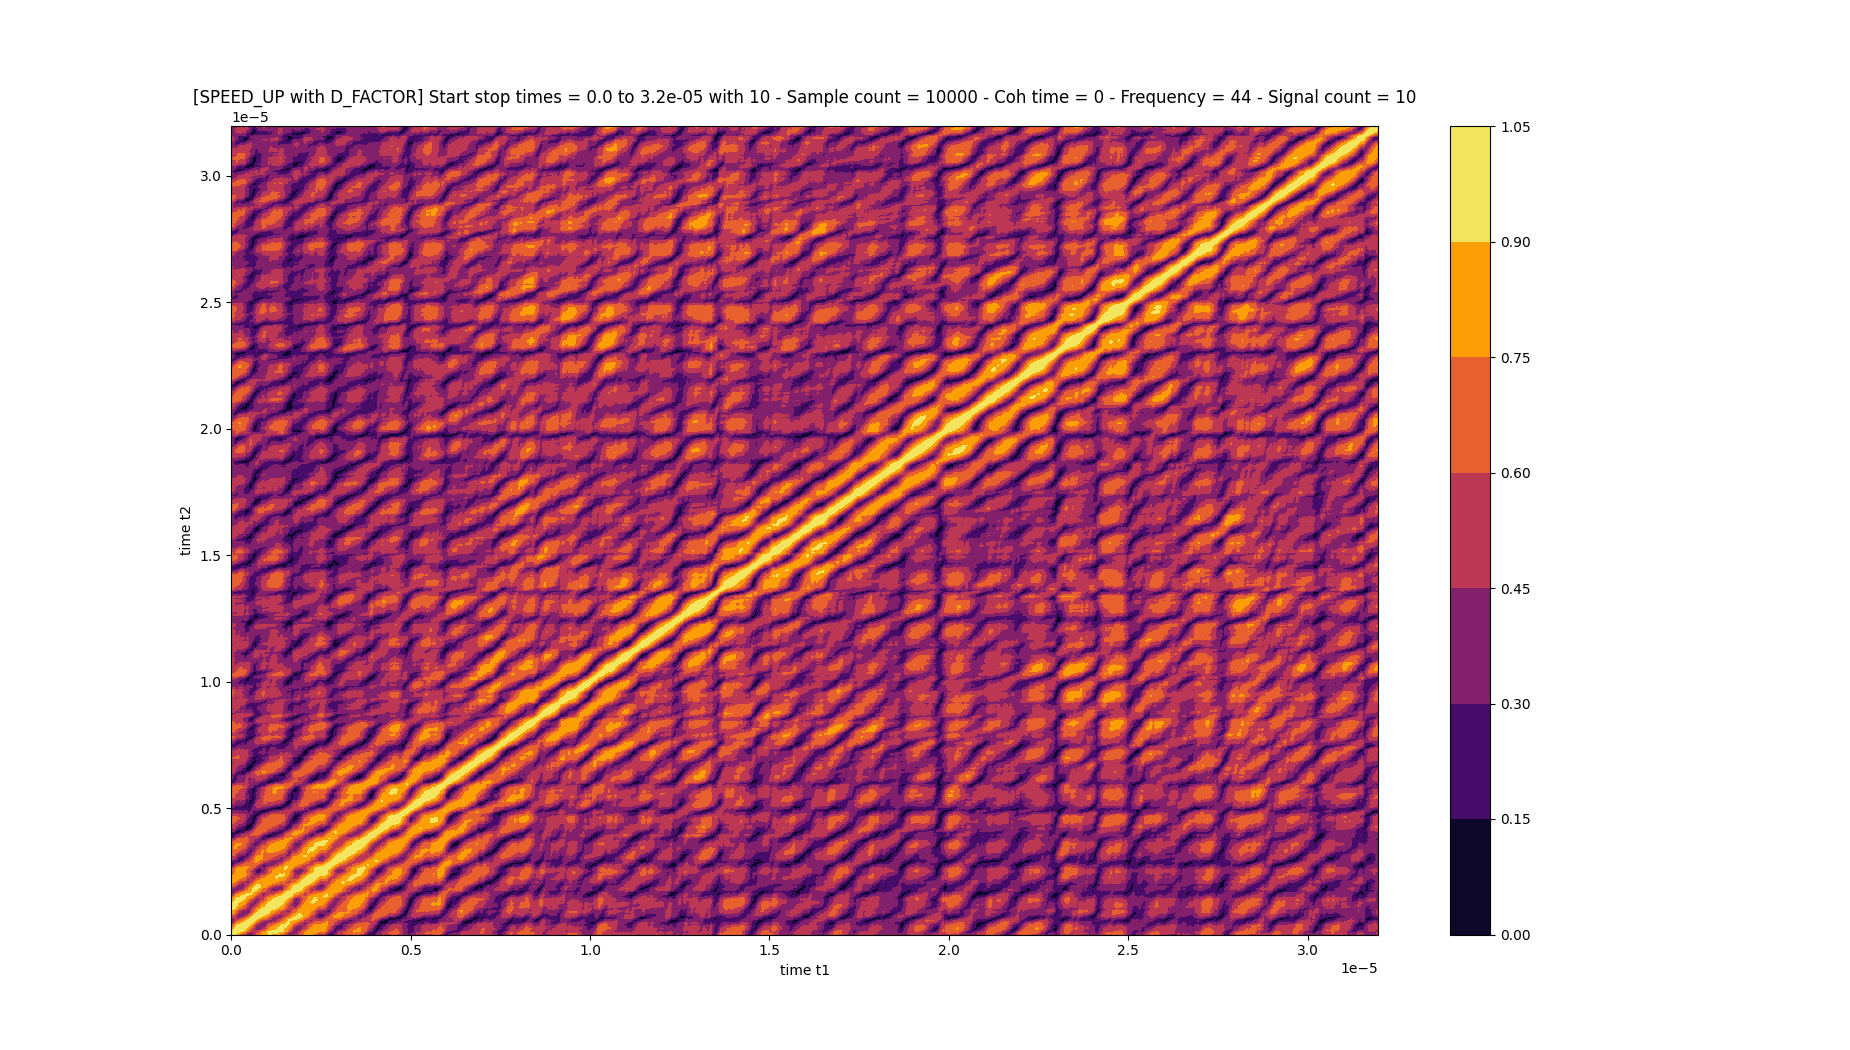 [SPEED_UP with D_FACTOR] Start stop times = 0.0 to 3.2e-05 with 10 - Sample count = 10000 - Coh time = 0 - Frequency = 44 - Signal count = 10
1e−5
3.0
2.5
2.0
1.5
1.0
0.5
0.0
time t2
0.0 0.5 1.0 1.5 2.0 2.5 3.0
time t1
1e−5
1.05
0.90
0.75
0.60
0.45
0.30
0.15
0.00